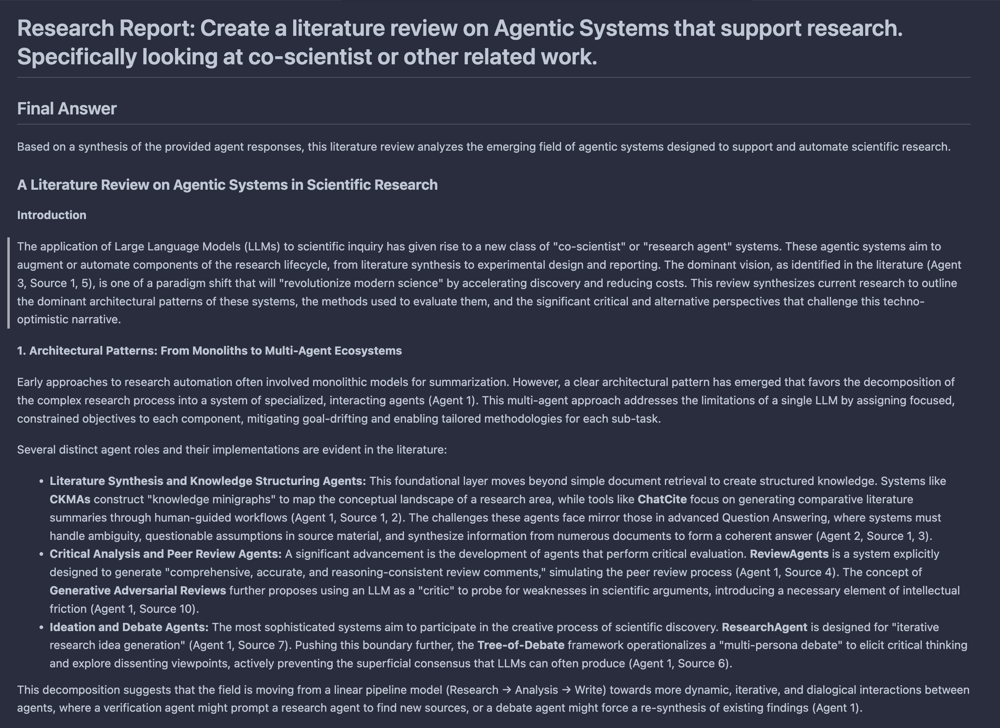 Research Report: Create a literature review on Agentic Systems that support research.
Specifically looking at co-scientist or other related work.
Final Answer
Based on a synthesis of the provided agent responses, this literature review analyzes the emerging field of agentic systems designed to support and automate scientific research.
A Literature Review on Agentic Systems in Scientific Research
Introduction
The application of Large Language Models (LLMs) to scientific inquiry has given rise to a new class of "co-scientist" or "research agent" systems. These agentic systems aim to
augment or automate components of the research lifecycle, from literature synthesis to experimental design and reporting. The dominant vision, as identified in the literature (Agent
3, Source 1, 5), is one of a paradigm shift that will "revolutionize modern science" by accelerating discovery and reducing costs. This review synthesizes current research to outline
the dominant architectural patterns of these systems, the methods used to evaluate them, and the significant critical and alternative perspectives that challenge this techno-
optimistic narrative.
1. Architectural Patterns: From Monoliths to Multi-Agent Ecosystems
Early approaches to research automation often involved monolithic models for summarization. However, a clear architectural pattern has emerged that favors the decomposition of
the complex research process into a system of specialized, interacting agents (Agent 1). This multi-agent approach addresses the limitations of a single LLM by assigning focused,
constrained objectives to each component, mitigating goal-drifting and enabling tailored methodologies for each sub-task.
Several distinct agent roles and their implementations are evident in the literature:
• Literature Synthesis and Knowledge Structuring Agents: This foundational layer moves beyond simple document retrieval to create structured knowledge. Systems like
CKMAs construct "knowledge minigraphs" to map the conceptual landscape of a research area, while tools like ChatCite focus on generating comparative literature
summaries through human-guided workflows (Agent 1, Source 1, 2). The challenges these agents face mirror those in advanced Question Answering, where systems must
handle ambiguity, questionable assumptions in source material, and synthesize information from numerous documents to form a coherent answer (Agent 2, Source 1, 3).
• Critical Analysis and Peer Review Agents: A significant advancement is the development of agents that perform critical evaluation. ReviewAgents is a system explicitly
designed to generate "comprehensive, accurate, and reasoning-consistent review comments," simulating the peer review process (Agent 1, Source 4). The concept of
Generative Adversarial Reviews further proposes using an LLM as a "critic" to probe for weaknesses in scientific arguments, introducing a necessary element of intellectual
friction (Agent 1, Source 10).
• Ideation and Debate Agents: The most sophisticated systems aim to participate in the creative process of scientific discovery. ResearchAgent is designed for "iterative
research idea generation" (Agent 1, Source 7). Pushing this boundary further, the Tree-of-Debate framework operationalizes a "multi-persona debate" to elicit critical thinking
and explore dissenting viewpoints, actively preventing the superficial consensus that LLMs can often produce (Agent 1, Source 6).
This decomposition suggests that the field is moving from a linear pipeline model (Research → Analysis → Write) towards more dynamic, iterative, and dialogical interactions between
agents, where a verification agent might prompt a research agent to find new sources, or a debate agent might force a re-synthesis of existing findings (Agent 1).